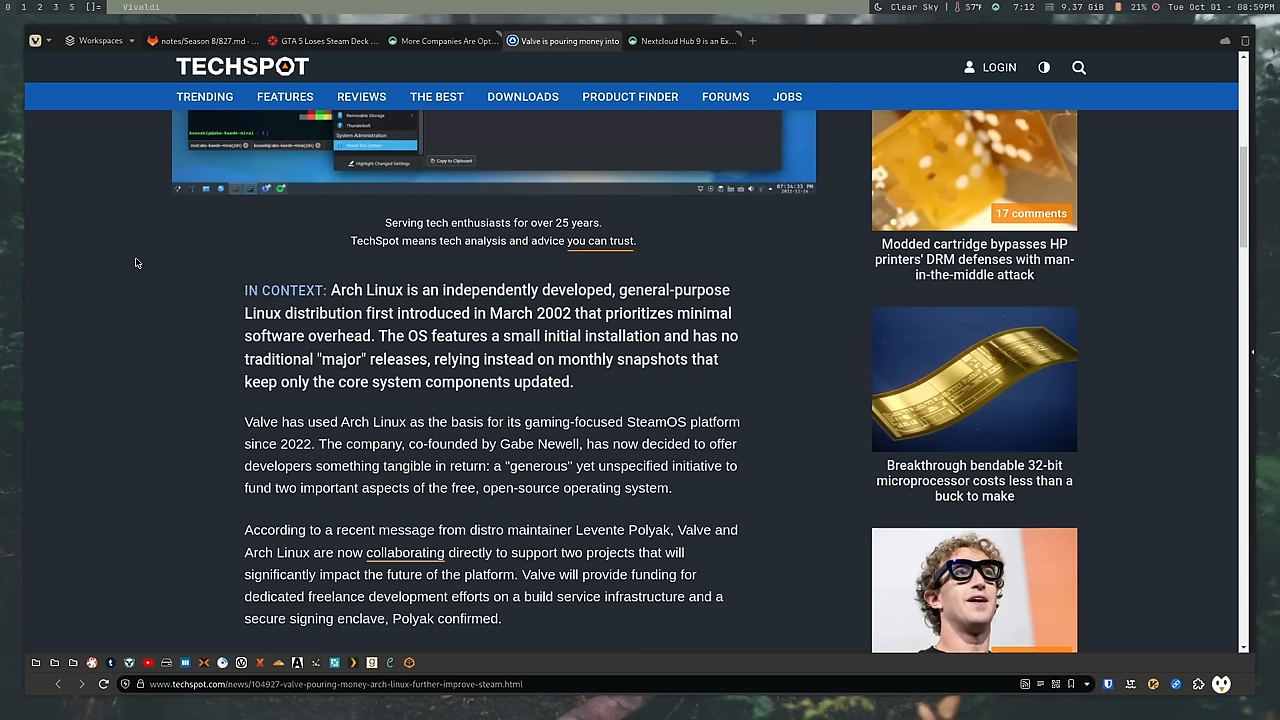 0 1 2 3 5 []= Vivaldi Clear Sky | 57°F 7:12 9.37 GiB 21% Tue Oct 01 - 08:59PM
Workspaces notes/Season 8/827.md - ... GTA 5 Loses Steam Deck ... More Companies Are Opt... Valve is pouring money into Nextcloud Hub 9 is an Ex...
TECHSPOT LOGIN
TRENDING FEATURES REVIEWS THE BEST DOWNLOADS PRODUCT FINDER FORUMS JOBS
Removable Storage
Thunderbolt
System Administration
About this System
Highlight Changed Settings
Copy to Clipboard
07:34:33 PM
Serving tech enthusiasts for over 25 years.
TechSpot means tech analysis and advice you can trust.
IN CONTEXT: Arch Linux is an independently developed, general-purpose
Linux distribution first introduced in March 2002 that prioritizes minimal
software overhead. The OS features a small initial installation and has no
traditional "major" releases, relying instead on monthly snapshots that
keep only the core system components updated.
Valve has used Arch Linux as the basis for its gaming-focused SteamOS platform
since 2022. The company, co-founded by Gabe Newell, has now decided to offer
developers something tangible in return: a "generous" yet unspecified initiative to
fund two important aspects of the free, open-source operating system.
According to a recent message from distro maintainer Levente Polyak, Valve and
Arch Linux are now collaborating directly to support two projects that will
significantly impact the future of the platform. Valve will provide funding for
dedicated freelance development efforts on a build service infrastructure and a
secure signing enclave, Polyak confirmed.
17 comments
Modded cartridge bypasses HP
printers' DRM defenses with man-
in-the-middle attack
Breakthrough bendable 32-bit
microprocessor costs less than a
buck to make
www.techspot.com/news/104927-valve-pouring-money-arch-linux-further-improve-steam.html